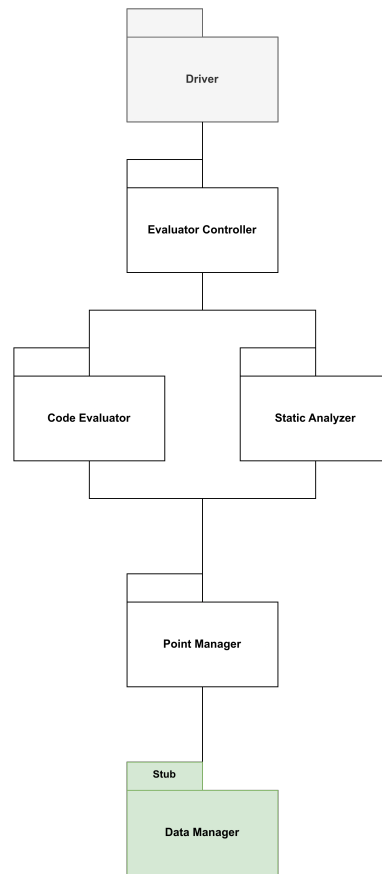 Driver
Evaluator Controller
Code Evaluator
Static Analyzer
Point Manager
Stub
Data Manager